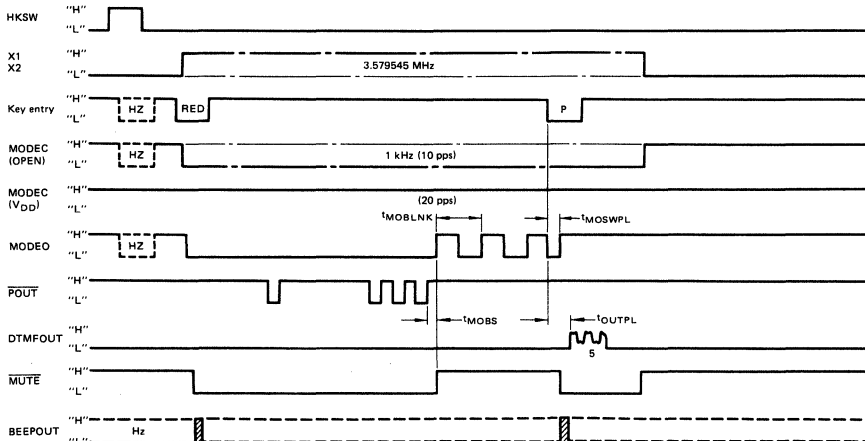 HKSW "H"
"L"
X1 "H"
X2 "L" 3.579545 MHz
Key entry "H" HZ RED P
"L"
MODEC "H" HZ 1 kHz (10 pps)
(OPEN) "L"
MODEC "H" (20 pps)
(VDD) "L"
tMOBLNK tMOSWPL
MODEO "H" HZ
"L"
POUT "H"
"L"
tMOBS tOUTPL
DTMFOUT "H"
"L" 5
MUTE "H"
"L"
BEEPOUT "H" Hz
"L"